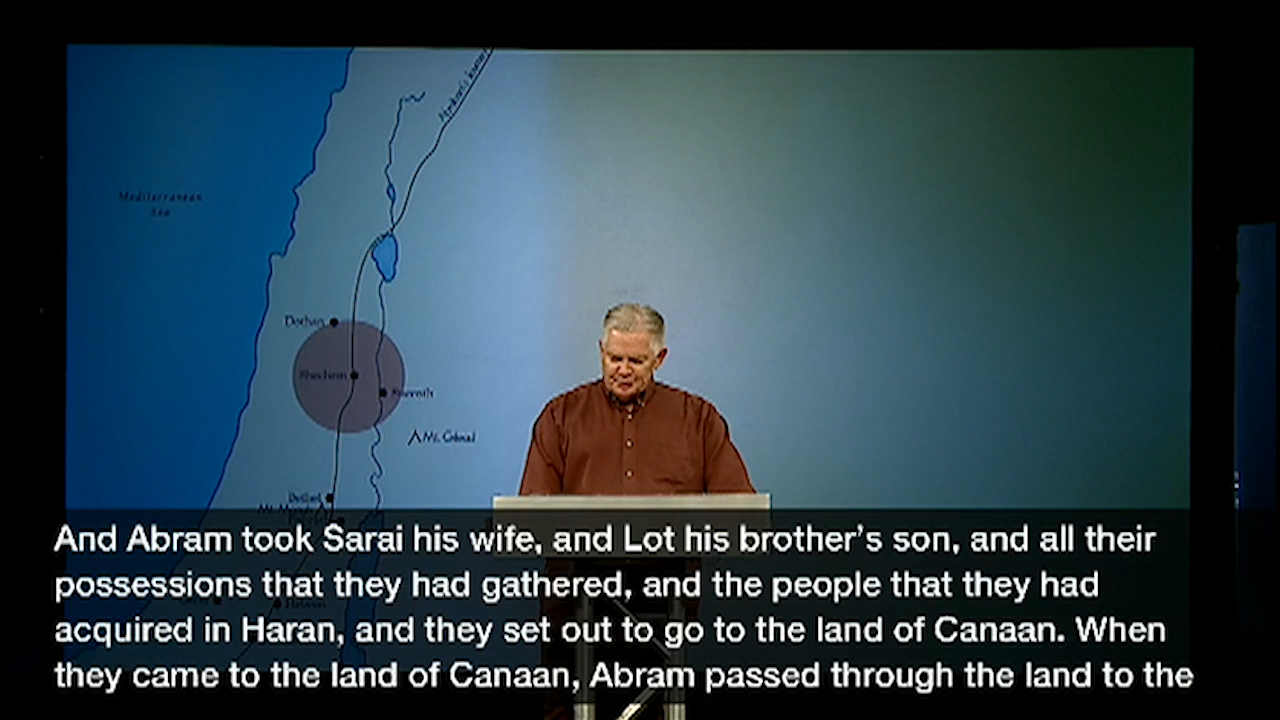 Mediterranean
Sea
Dothan
Shechem
Succoth
Mt. Gilead
Bethel
Hebron
And Abram took Sarai his wife, and Lot his brother’s son, and all their
possessions that they had gathered, and the people that they had
acquired in Haran, and they set out to go to the land of Canaan. When
they came to the land of Canaan, Abram passed through the land to the